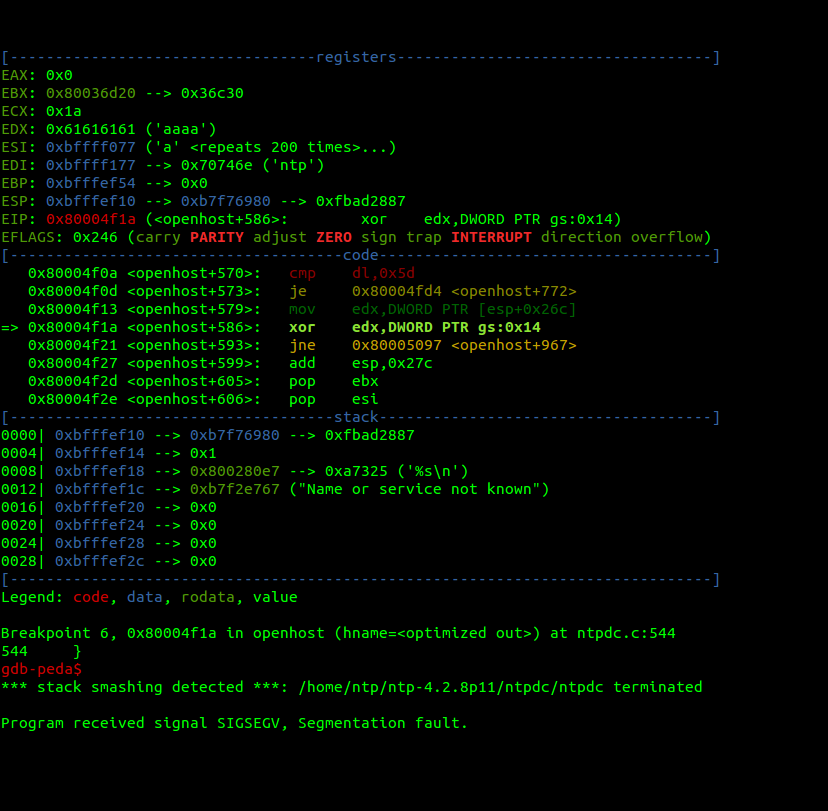 [----------------------------------registers-----------------------------------]
EAX: 0x0
EBX: 0x80036d20 --> 0x36c30
ECX: 0x1a
EDX: 0x61616161 ('aaaa')
ESI: 0xbffff077 ('a' <repeats 200 times>...)
EDI: 0xbffff177 --> 0x70746e ('ntp')
EBP: 0xbfffef54 --> 0x0
ESP: 0xbfffef10 --> 0xb7f76980 --> 0xfbad2887
EIP: 0x80004f1a (<openhost+586>:        xor    edx,DWORD PTR gs:0x14)
EFLAGS: 0x246 (carry PARITY adjust ZERO sign trap INTERRUPT direction overflow)
[-------------------------------------code-------------------------------------]
   0x80004f0a <openhost+570>:   cmp    dl,0x5d
   0x80004f0d <openhost+573>:   je     0x80004fd4 <openhost+772>
   0x80004f13 <openhost+579>:   mov    edx,DWORD PTR [esp+0x26c]
=> 0x80004f1a <openhost+586>:   xor    edx,DWORD PTR gs:0x14
   0x80004f21 <openhost+593>:   jne    0x80005097 <openhost+967>
   0x80004f27 <openhost+599>:   add    esp,0x27c
   0x80004f2d <openhost+605>:   pop    ebx
   0x80004f2e <openhost+606>:   pop    esi
[------------------------------------stack-------------------------------------]
0000| 0xbfffef10 --> 0xb7f76980 --> 0xfbad2887
0004| 0xbfffef14 --> 0x1
0008| 0xbfffef18 --> 0x800280e7 --> 0xa7325 ('%s\n')
0012| 0xbfffef1c --> 0xb7f2e767 ("Name or service not known")
0016| 0xbfffef20 --> 0x0
0020| 0xbfffef24 --> 0x0
0024| 0xbfffef28 --> 0x0
0028| 0xbfffef2c --> 0x0
[------------------------------------------------------------------------------]
Legend: code, data, rodata, value
Breakpoint 6, 0x80004f1a in openhost (hname=<optimized out>) at ntpdc.c:544
544     }
gdb-peda$
*** stack smashing detected ***: /home/ntp/ntp-4.2.8p11/ntpdc/ntpdc terminated
Program received signal SIGSEGV, Segmentation fault.